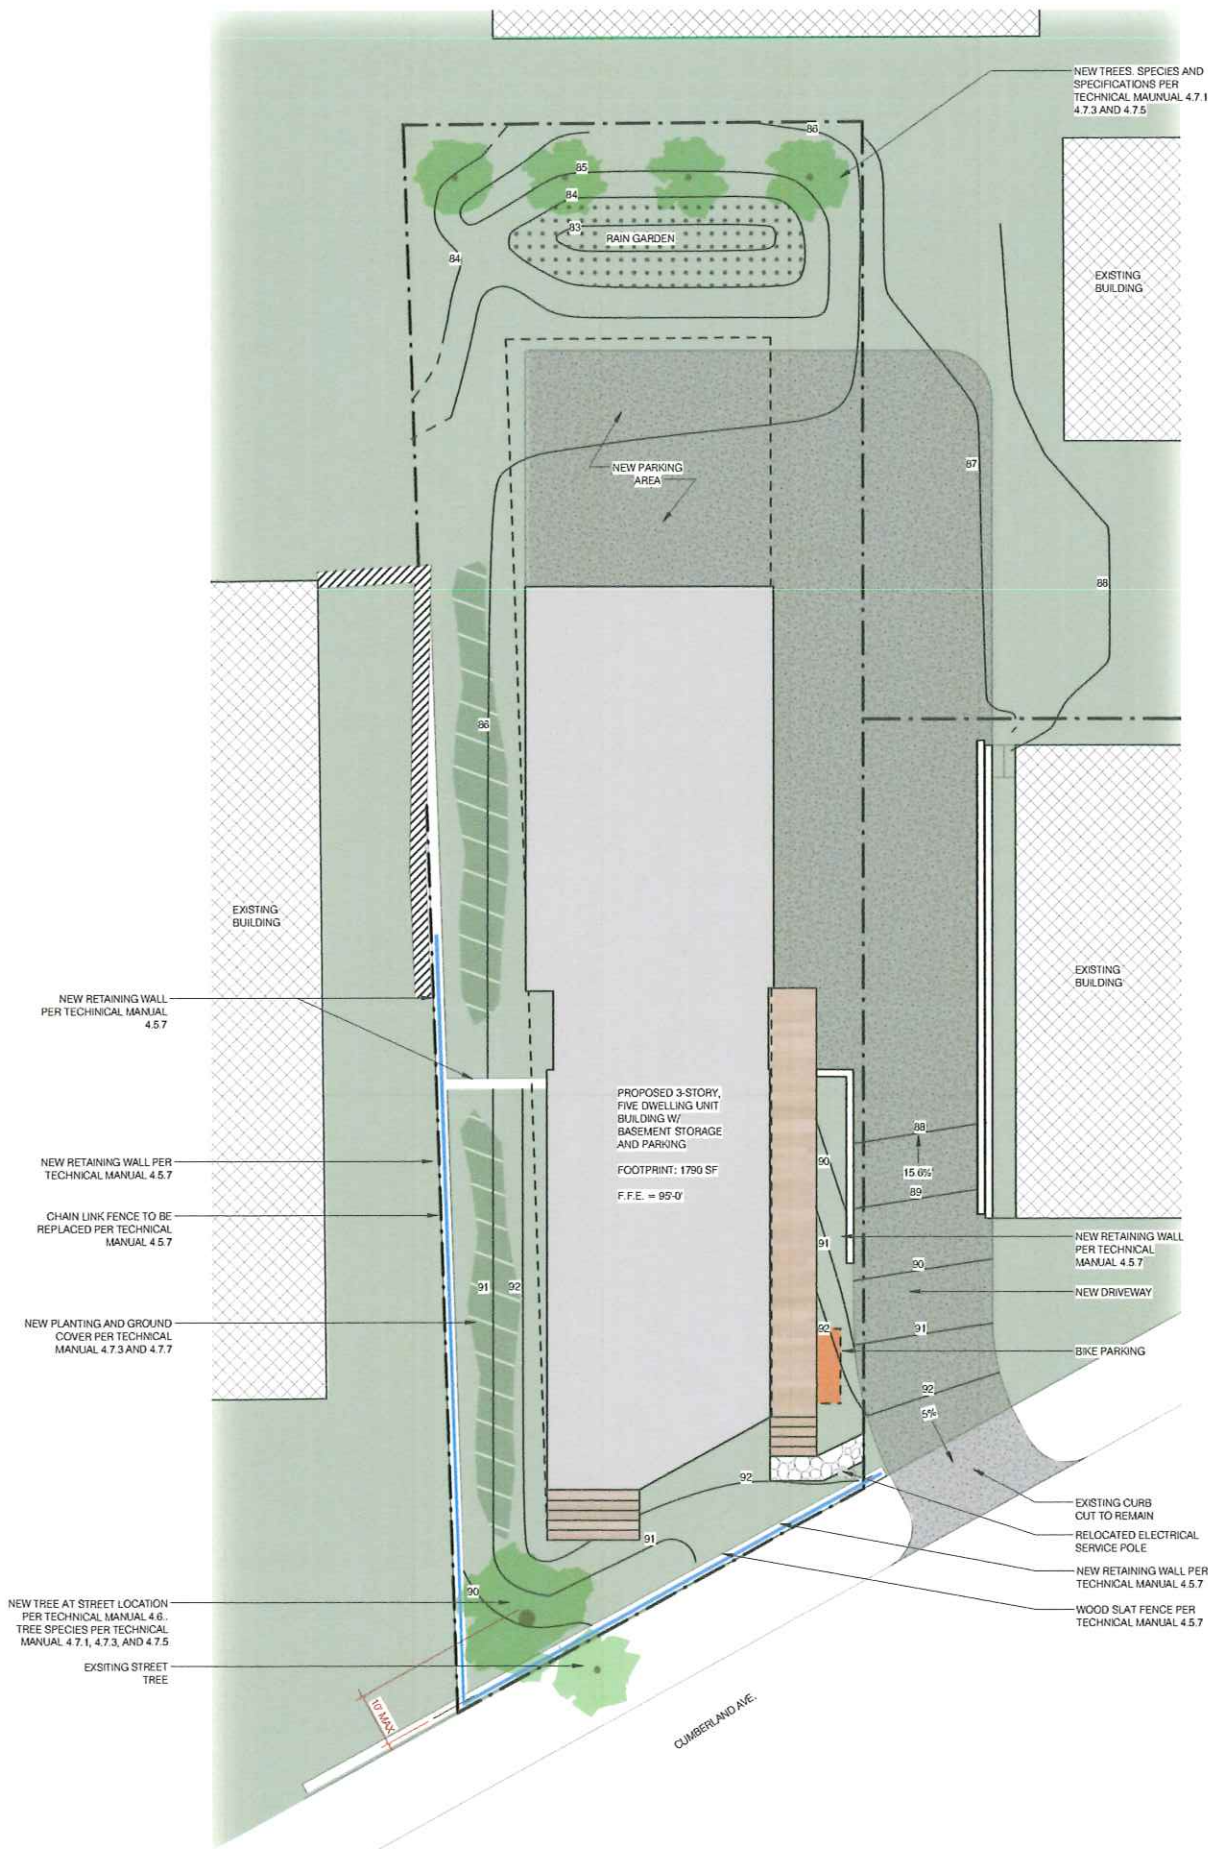 NEW TREES. SPECIES AND
SPECIFICATIONS PER
TECHNICAL MAUNUAL 4.7.1
4.7.3 AND 4.7.5
86
85
84
83
RAIN GARDEN
84
EXISTING
BUILDING
NEW PARKING
AREA
87
88
86
EXISTING
BUILDING
EXISTING
BUILDING
NEW RETAINING WALL
PER TECHINICAL MANUAL
4.5.7
PROPOSED 3-STORY,
FIVE DWELLING UNIT
BUILDING W/
BASEMENT STORAGE
AND PARKING
FOOTPRINT: 1790 SF
F.F.E. = 95'-0'
88
15.6%
89
90
NEW RETAINING WALL PER
TECHNICAL MANUAL 4.5.7
CHAIN LINK FENCE TO BE
REPLACED PER TECHNICAL
MANUAL 4.5.7
NEW RETAINING WALL
PER TECHNICAL
MANUAL 4.5.7
91
90
NEW DRIVEWAY
91
92
NEW PLANTING AND GROUND
COVER PER TECHNICAL
MANUAL 4.7.3 AND 4.7.7
92
91
BIKE PARKING
92
5%
92
EXISTING CURB
CUT TO REMAIN
RELOCATED ELECTRICAL
SERVICE POLE
91
NEW RETAINING WALL PER
TECHNICAL MANUAL 4.5.7
90
NEW TREE AT STREET LOCATION
PER TECHNICAL MANUAL 4.6..
TREE SPECIES PER TECHNICAL
MANUAL 4.7.1, 4.7.3, AND 4.7.5
WOOD SLAT FENCE PER
TECHNICAL MANUAL 4.5.7
EXSITING STREET
TREE
10' MAX
CUMBERLAND AVE.